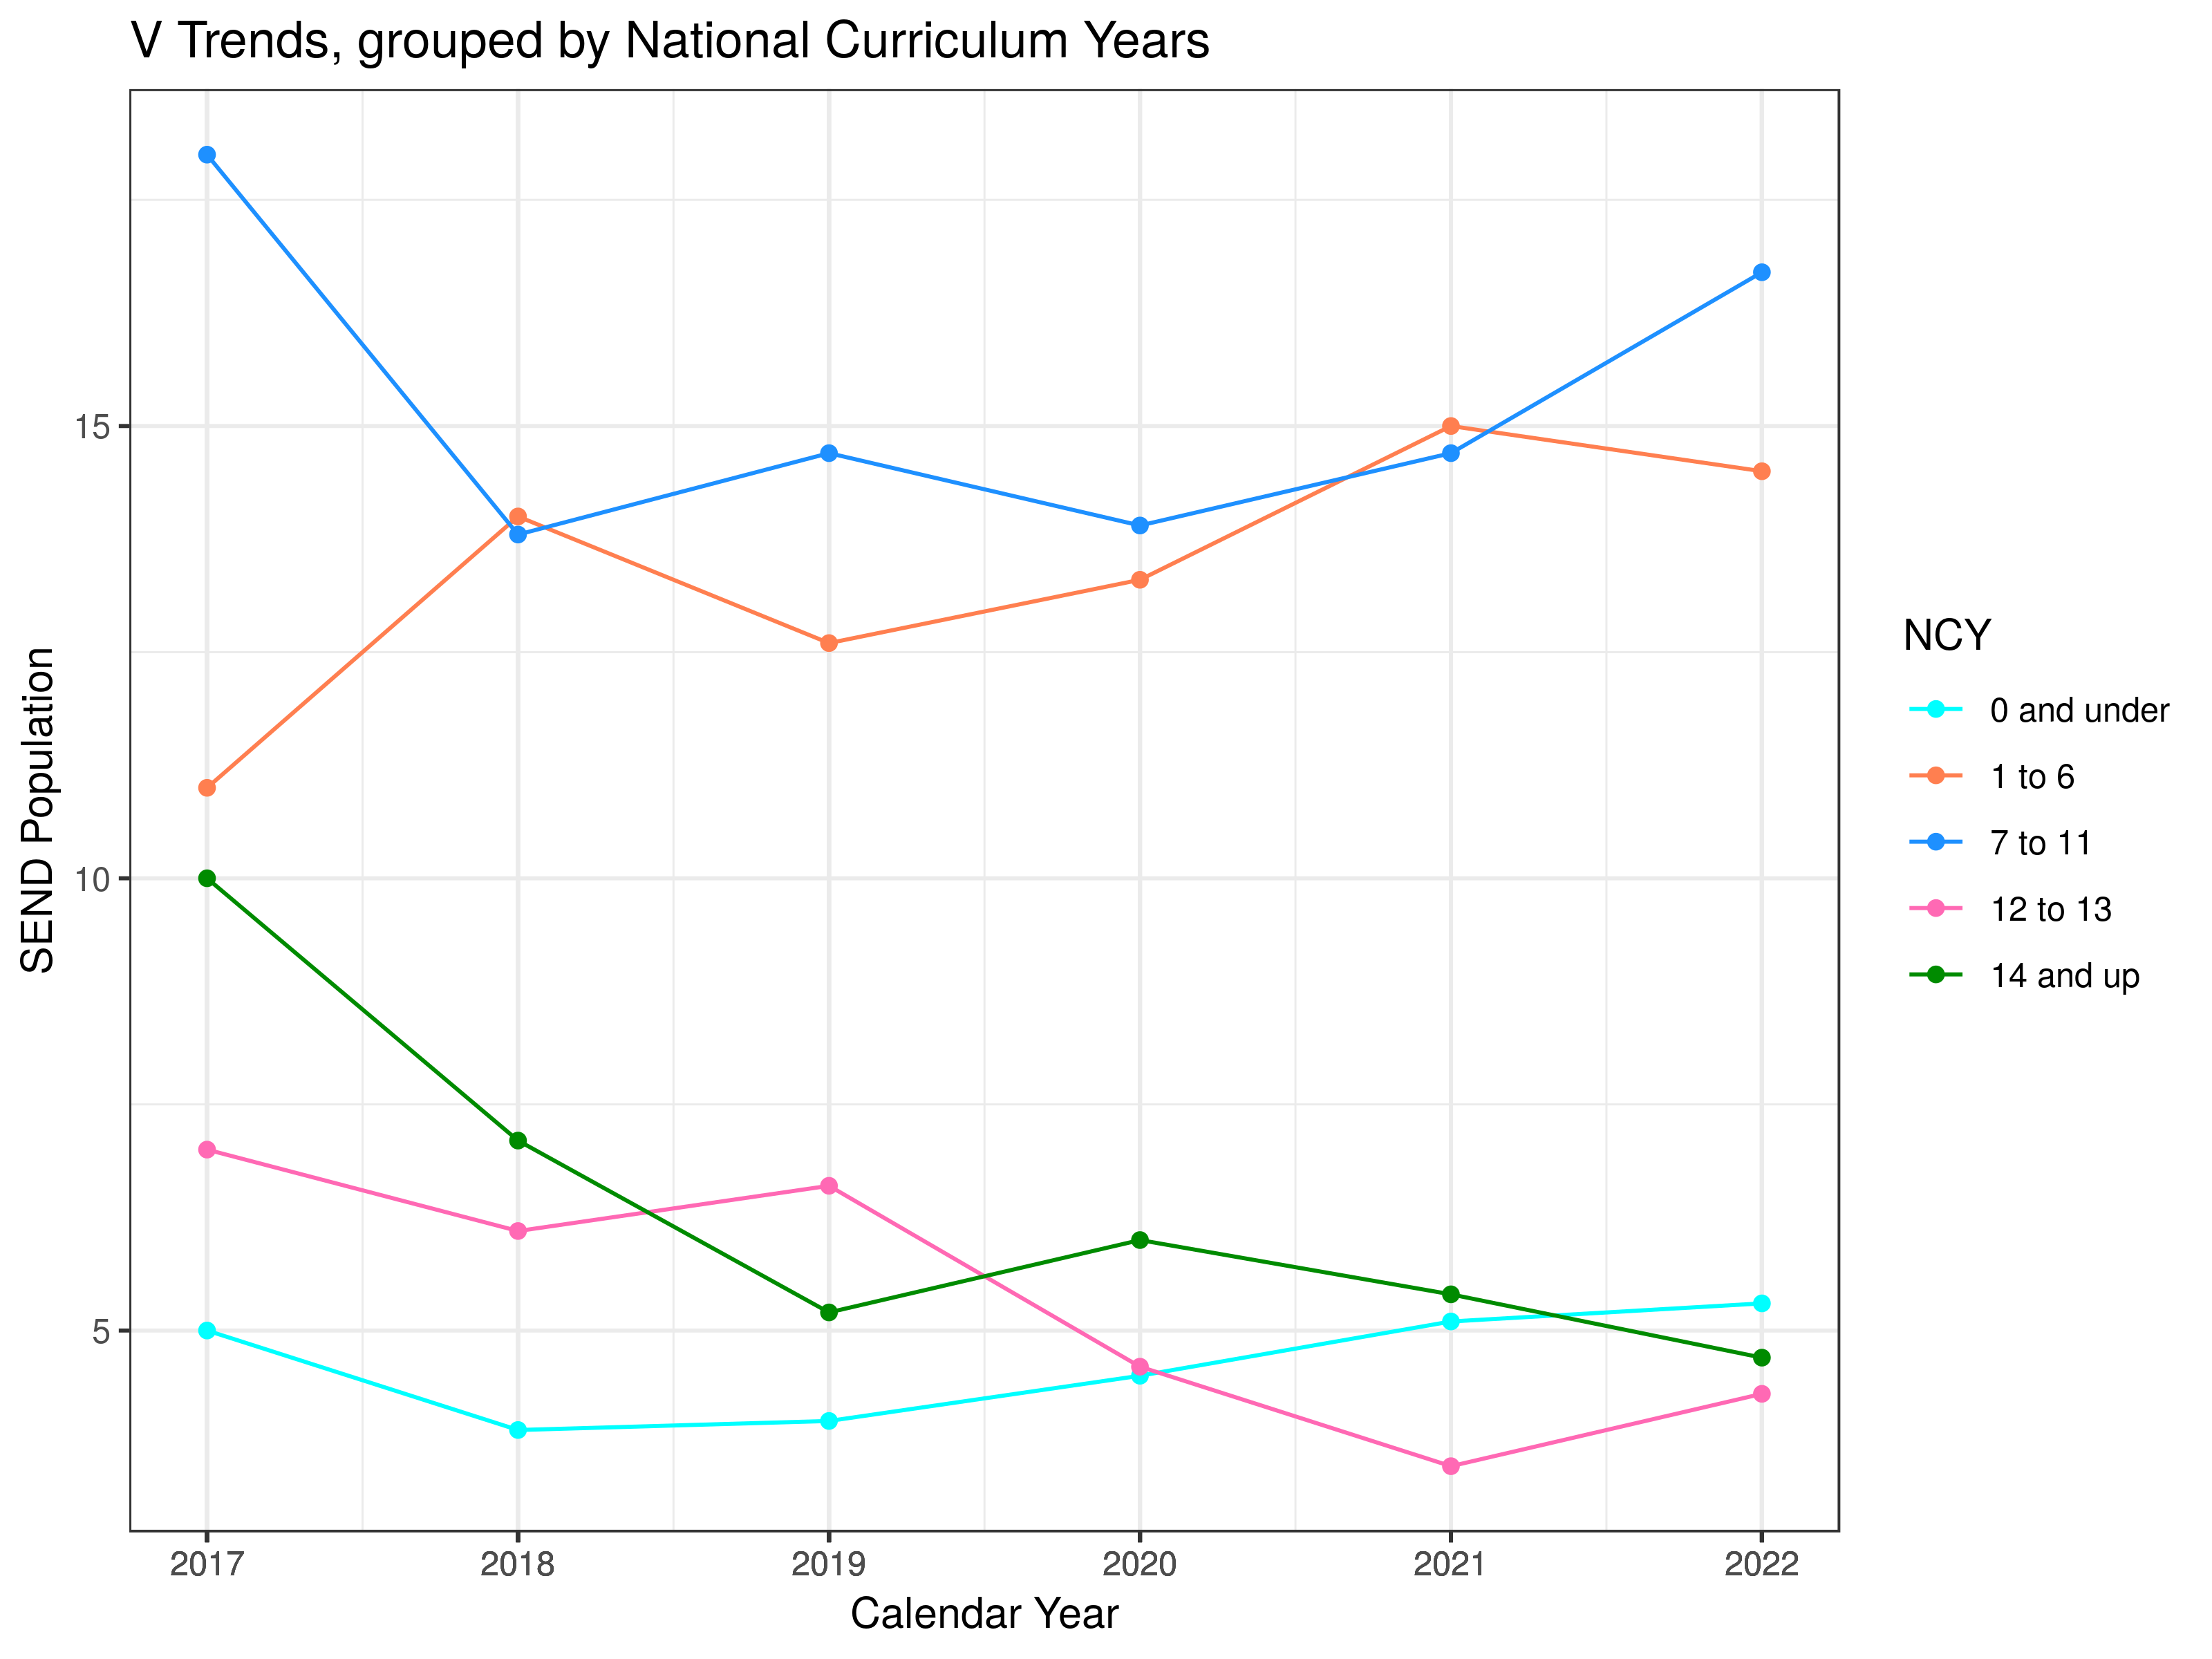 V Trends, grouped by National Curriculum Years
SEND Population
15
10
5
2017
2018
2019
2020
2021
2022
Calendar Year
NCY
0 and under
1 to 6
7 to 11
12 to 13
14 and up